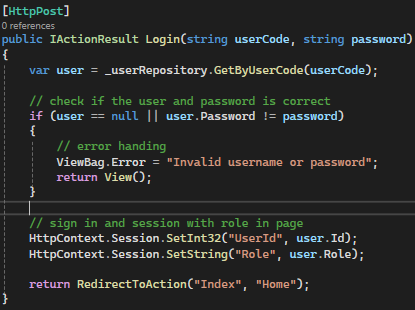 [HttpPost]
0 references
public IActionResult Login(string userCode, string password)
{
var user = _userRepository.GetByUserCode(userCode);
// check if the user and password is correct
if (user == null || user.Password != password)
{
// error handing
ViewBag.Error = "Invalid username or password";
return View();
}
// sign in and session with role in page
HttpContext.Session.SetInt32("UserId", user.Id);
HttpContext.Session.SetString("Role", user.Role);
return RedirectToAction("Index", "Home");
}